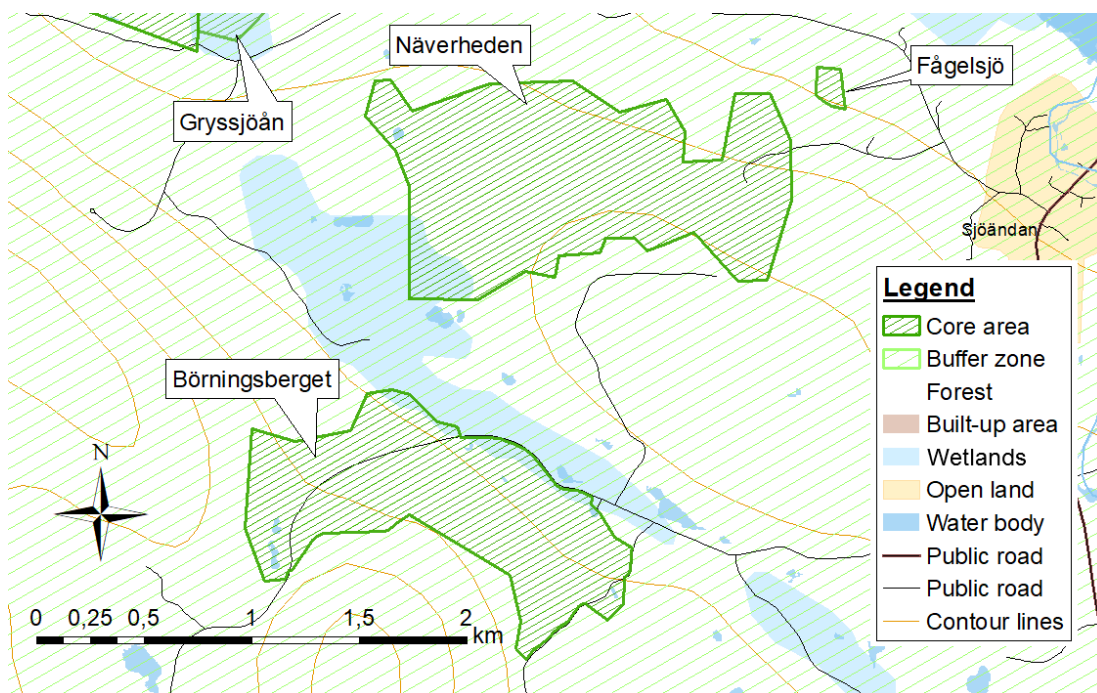 Näverheden
Fågelsjö
Gryssjöån
Sjöändan
Börningsberget
Legend
Core area
Buffer zone
Forest
Built-up area
Wetlands
Open land
Water body
Public road
Public road
Contour lines
N
0 0,25 0,5 1 1,5 2
km